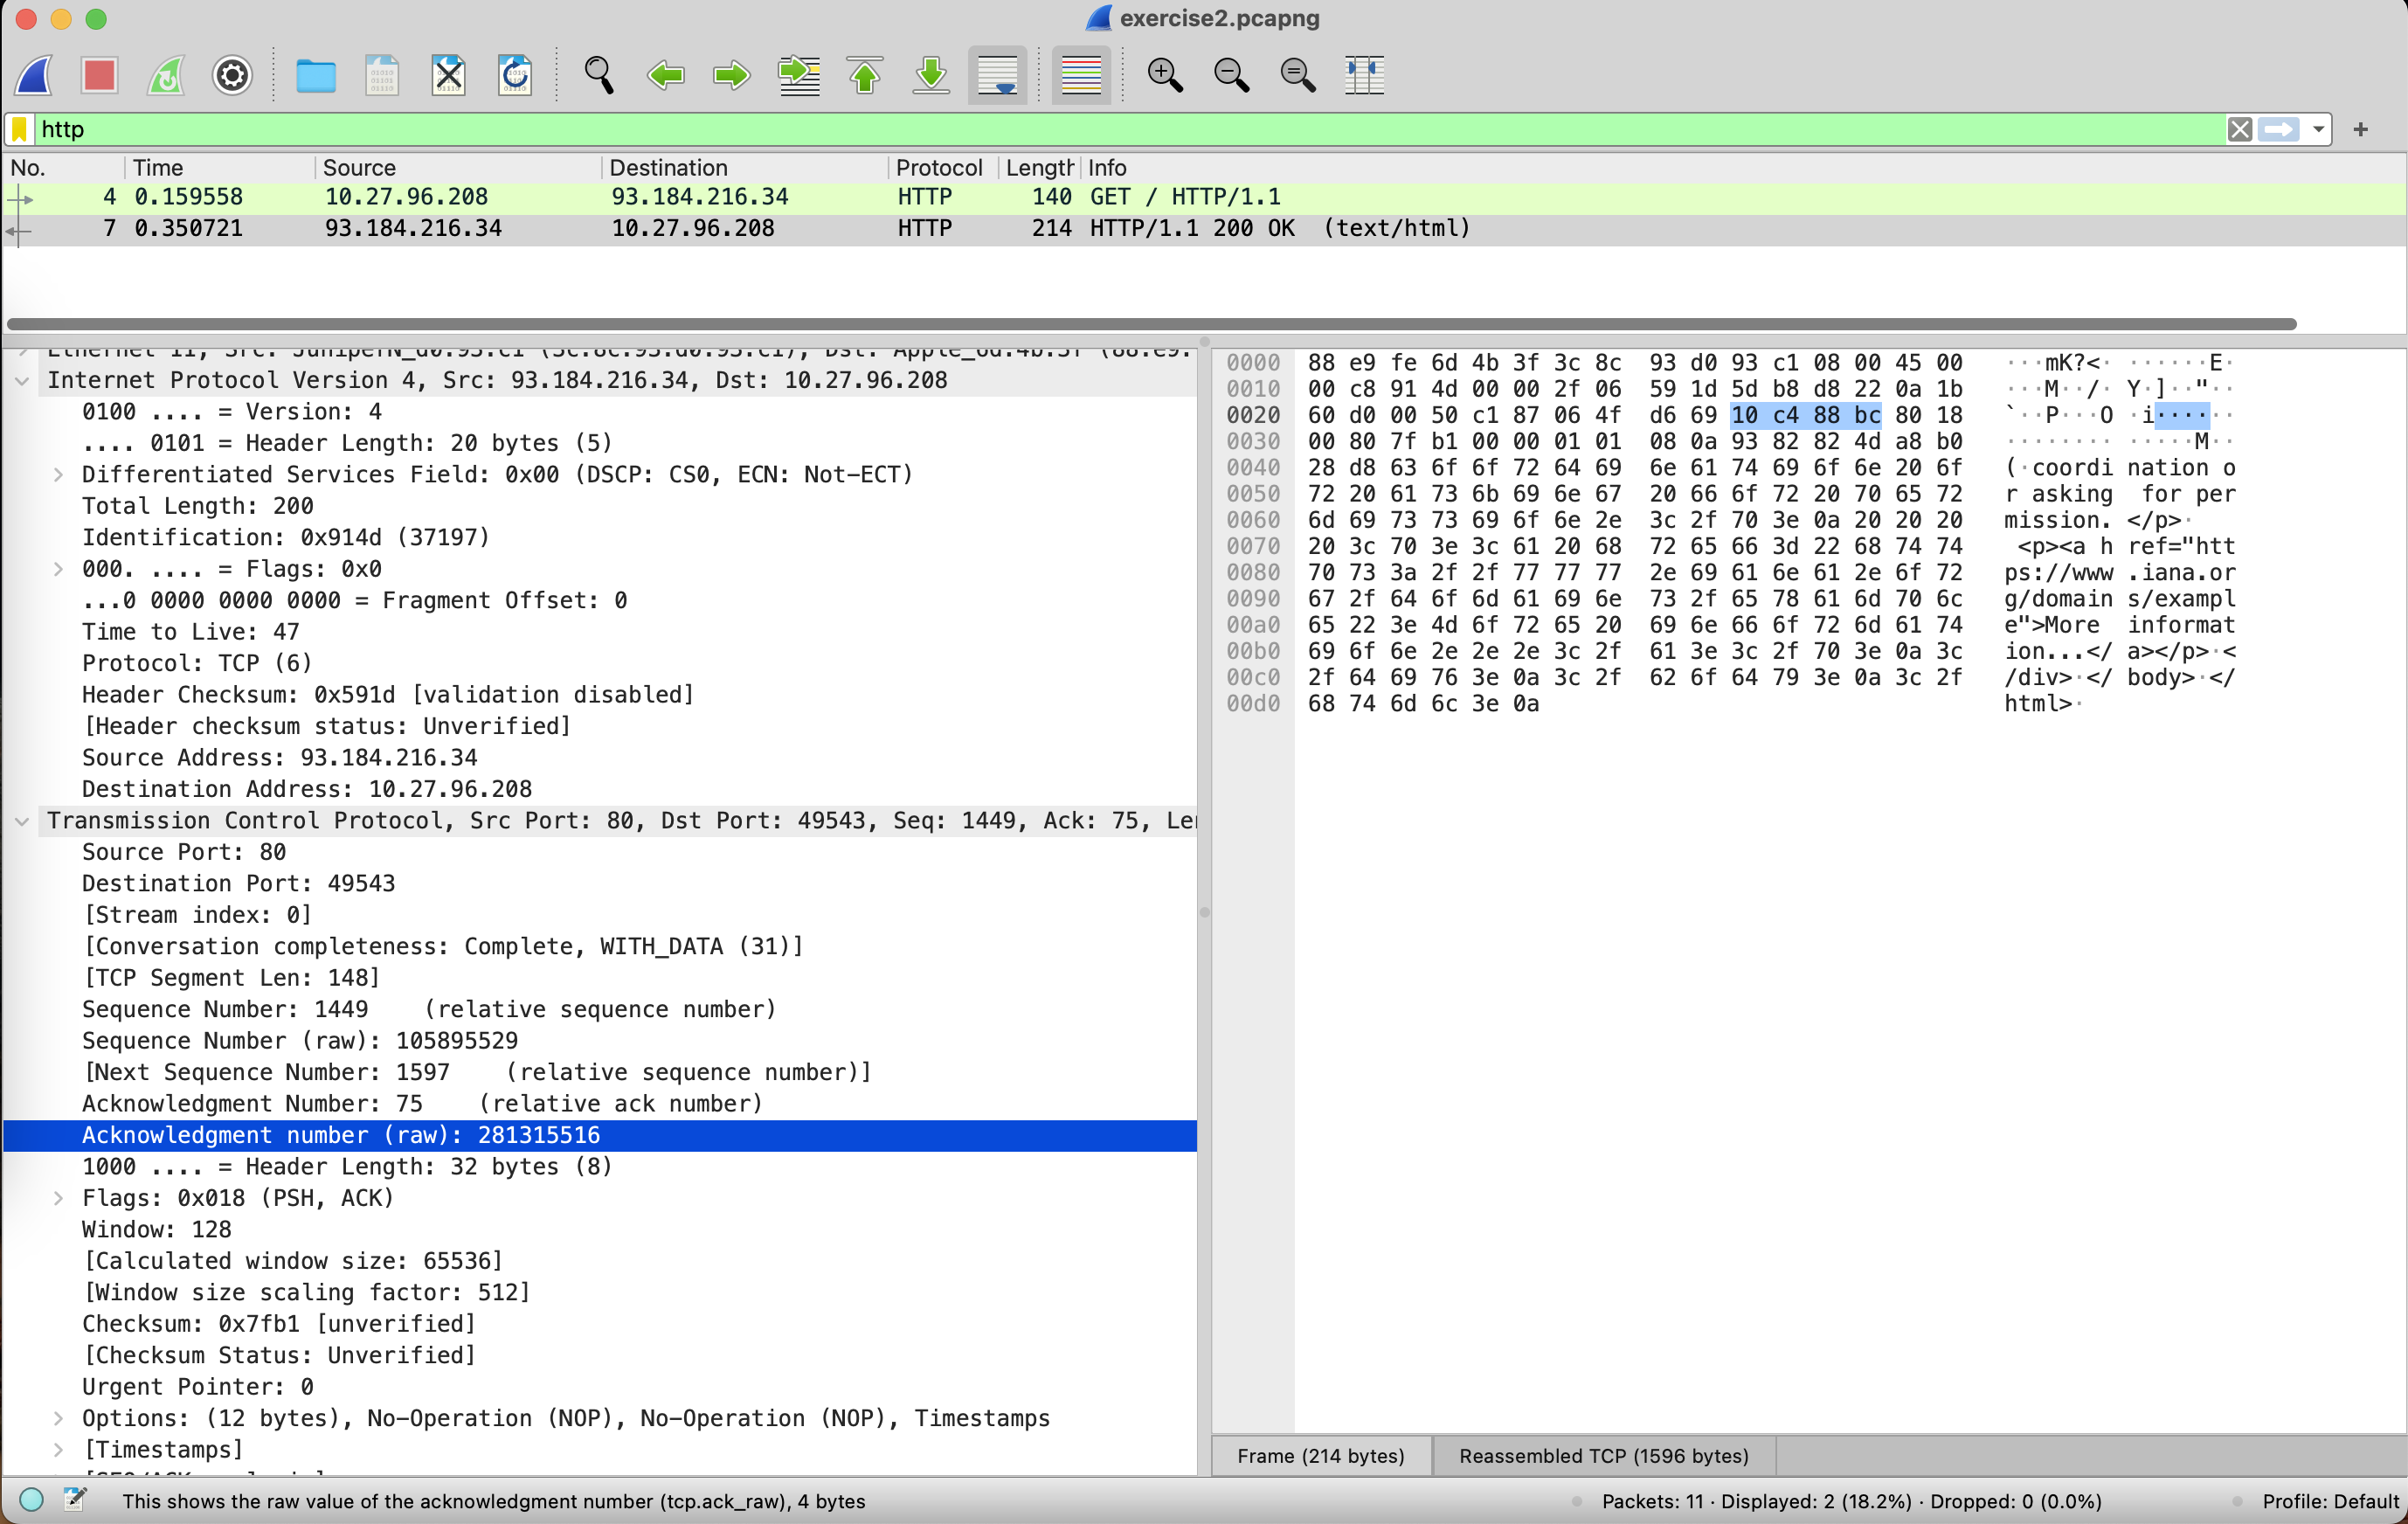 exercise2.pcapng
http
No. Time Source Destination Protocol Length Info
4 0.159558 10.27.96.208 93.184.216.34 HTTP 140 GET / HTTP/1.1
7 0.350721 93.184.216.34 10.27.96.208 HTTP 214 HTTP/1.1 200 OK (text/html)
Internet Protocol Version 4, Src: 93.184.216.34, Dst: 10.27.96.208
0100 .... = Version: 4
.... 0101 = Header Length: 20 bytes (5)
Differentiated Services Field: 0x00 (DSCP: CS0, ECN: Not-ECT)
Total Length: 200
Identification: 0x914d (37197)
000. .... = Flags: 0x0
...0 0000 0000 0000 = Fragment Offset: 0
Time to Live: 47
Protocol: TCP (6)
Header Checksum: 0x591d [validation disabled]
[Header checksum status: Unverified]
Source Address: 93.184.216.34
Destination Address: 10.27.96.208
Transmission Control Protocol, Src Port: 80, Dst Port: 49543, Seq: 1449, Ack: 75, Le
Source Port: 80
Destination Port: 49543
[Stream index: 0]
[Conversation completeness: Complete, WITH_DATA (31)]
[TCP Segment Len: 148]
Sequence Number: 1449 (relative sequence number)
Sequence Number (raw): 105895529
[Next Sequence Number: 1597 (relative sequence number)]
Acknowledgment Number: 75 (relative ack number)
Acknowledgment number (raw): 281315516
1000 .... = Header Length: 32 bytes (8)
Flags: 0x018 (PSH, ACK)
Window: 128
[Calculated window size: 65536]
[Window size scaling factor: 512]
Checksum: 0x7fb1 [unverified]
[Checksum Status: Unverified]
Urgent Pointer: 0
Options: (12 bytes), No-Operation (NOP), No-Operation (NOP), Timestamps
[Timestamps]
0000 88 e9 fe 6d 4b 3f 3c 8c 93 d0 93 c1 08 00 45 00 ···mK?<· ······E·
0010 00 c8 91 4d 00 00 2f 06 59 1d 5d b8 d8 22 0a 1b ···M··/· Y·]··"··
0020 60 d0 00 50 c1 87 06 4f d6 69 10 c4 88 bc 80 18 `··P···O ·i······
0030 00 80 7f b1 00 00 01 01 08 0a 93 82 82 4d a8 b0 ········ ·····M··
0040 28 d8 63 6f 6f 72 64 69 6e 61 74 69 6f 6e 20 6f (·coordi nation o
0050 72 20 61 73 6b 69 6e 67 20 66 6f 72 20 70 65 72 r asking for per
0060 6d 69 73 73 69 6f 6e 2e 3c 2f 70 3e 0a 20 20 20 mission. </p>·
0070 20 3c 70 3e 3c 61 20 68 72 65 66 3d 22 68 74 74 <p><a h ref="htt
0080 70 73 3a 2f 2f 77 77 77 2e 69 61 6e 61 2e 6f 72 ps://www .iana.or
0090 67 2f 64 6f 6d 61 69 6e 73 2f 65 78 61 6d 70 6c g/domain s/exampl
00a0 65 22 3e 4d 6f 72 65 20 69 6e 66 6f 72 6d 61 74 e">More informat
00b0 69 6f 6e 2e 2e 2e 3c 2f 61 3e 3c 2f 70 3e 0a 3c ion...</ a></p>·<
00c0 2f 64 69 76 3e 0a 3c 2f 62 6f 64 79 3e 0a 3c 2f /div>·</ body>·</
00d0 68 74 6d 6c 3e 0a html>·
Frame (214 bytes) Reassembled TCP (1596 bytes)
This shows the raw value of the acknowledgment number (tcp.ack_raw), 4 bytes
Packets: 11 · Displayed: 2 (18.2%) · Dropped: 0 (0.0%)
Profile: Default